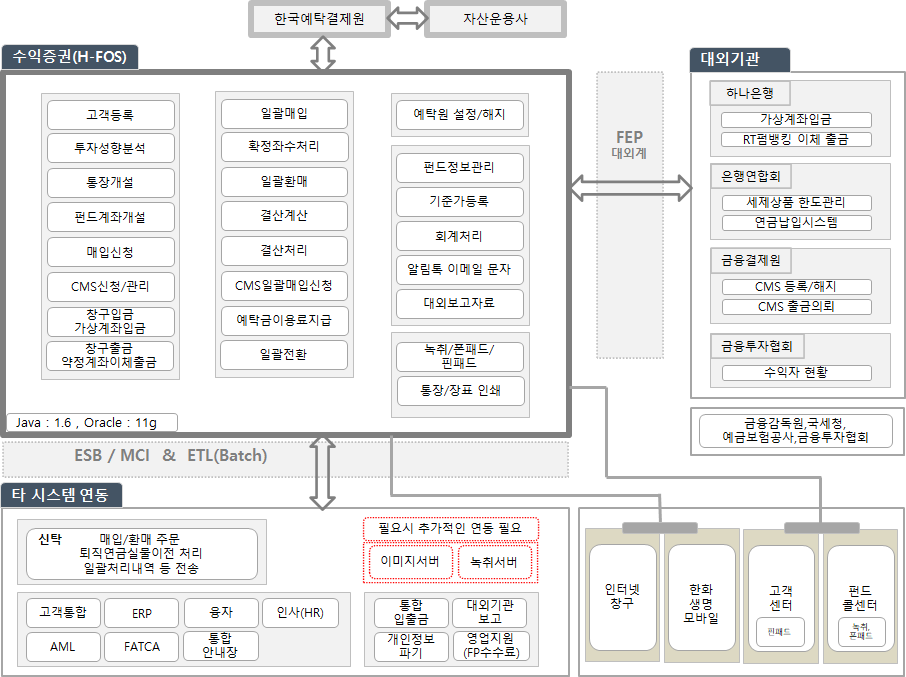 한국예탁결제원
자산운용사
수익증권(H-FOS)
고객등록
투자성향분석
통장개설
펀드계좌개설
매입신청
CMS신청/관리
창구입금
가상계좌입금
창구출금
약정계좌이체출금
일괄매입
확정좌수처리
일괄환매
결산계산
결산처리
CMS일괄매입신청
예탁금이용료지급
일괄전환
예탁원 설정/해지
펀드정보관리
기준가등록
회계처리
알림톡 이메일 문자
대외보고자료
녹취/폰패드/
핀패드
통장/장표 인쇄
Java : 1.6 , Oracle : 11g
FEP
대외계
대외기관
하나은행
가상계좌입금
RT펌뱅킹 이체 출금
은행연합회
세제상품 한도관리
연금납입시스템
금융결제원
CMS 등록/해지
CMS 출금의뢰
금융투자협회
수익자 현황
금융감독원,국세청,
예금보험공사,금융투자협회
ESB / MCI & ETL(Batch)
타 시스템 연동
신탁 매입/환매 주문
퇴직연금실물이전 처리
일괄처리내역 등 전송
필요시 추가적인 연동 필요
이미지서버
녹취서버
고객통합
ERP
융자
인사(HR)
AML
FATCA
통합
안내장
통합
입출금
대외기관
보고
개인정보
파기
영업지원
(FP수수료)
인터넷
창구
한화
생명
모바일
고객
센터
핀패드
펀드
콜센터
녹취,
폰패드